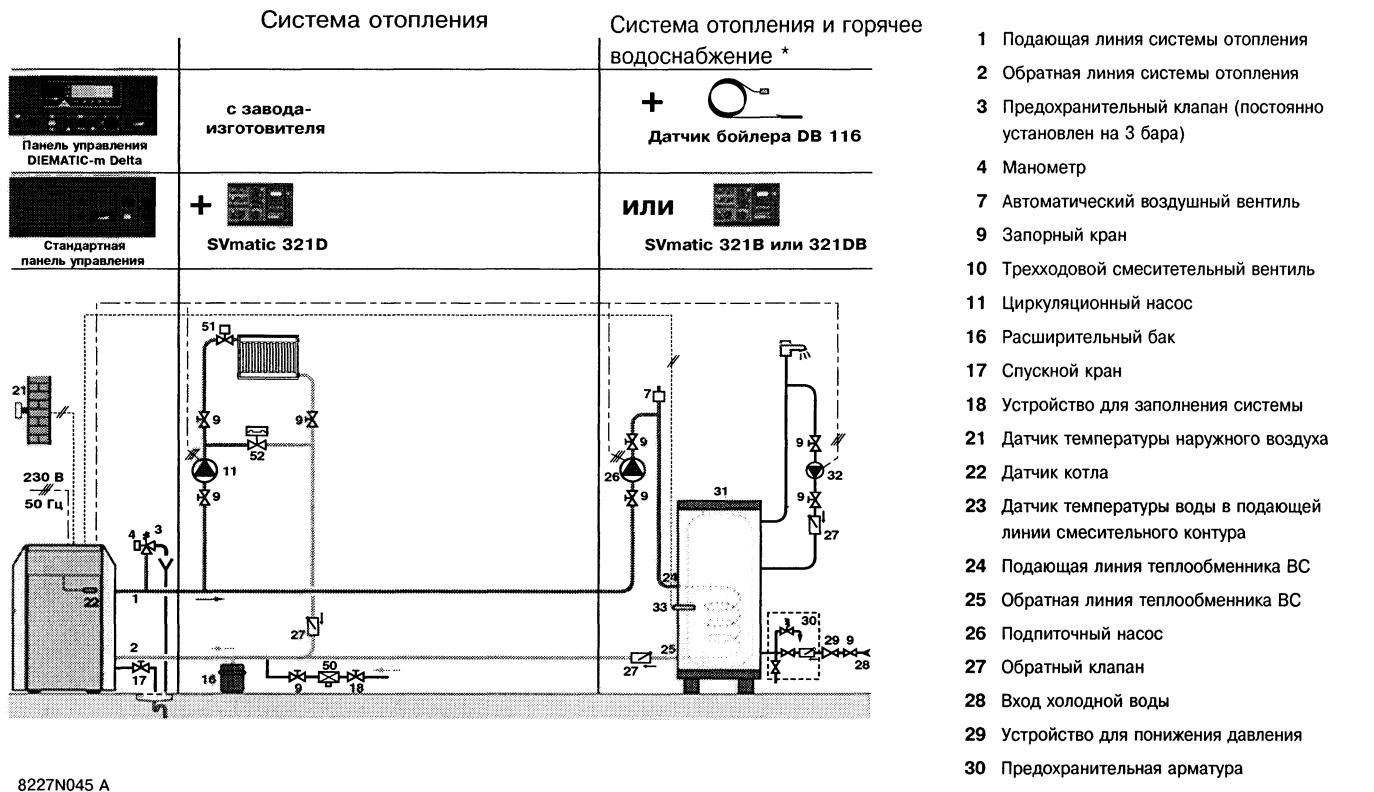 Система отопления
Система отопления и горячее
водоснабжение *
Панель управления
DIEMATIC-m Delta
с завода-
изготовителя
+
Датчик бойлера DB 116
Стандартная
панель управления
+
SVmatic 321D
или
SVmatic 321B или 321DB
51
21
9
9
7
9
9
52
11
26
32
230 В
50 Гц
9
9
9
31
27
4
3
22
1
24
33
27
30
2
25
29
9
28
17
16
9
50
18
27
8227N045 A
1 Подающая линия системы отопления
2 Обратная линия системы отопления
3 Предохранительный клапан (постоянно
установлен на 3 бара)
4 Манометр
7 Автоматический воздушный вентиль
9 Запорный кран
10 Трехходовой смеситетельный вентиль
11 Циркуляционный насос
16 Расширительный бак
17 Спускной кран
18 Устройство для заполнения системы
21 Датчик температуры наружного воздуха
22 Датчик котла
23 Датчик температуры воды в подающей
линии смесительного контура
24 Подающая линия теплообменника ВС
25 Обратная линия теплообменника ВС
26 Подпиточный насос
27 Обратный клапан
28 Вход холодной воды
29 Устройство для понижения давления
30 Предохранительная арматура